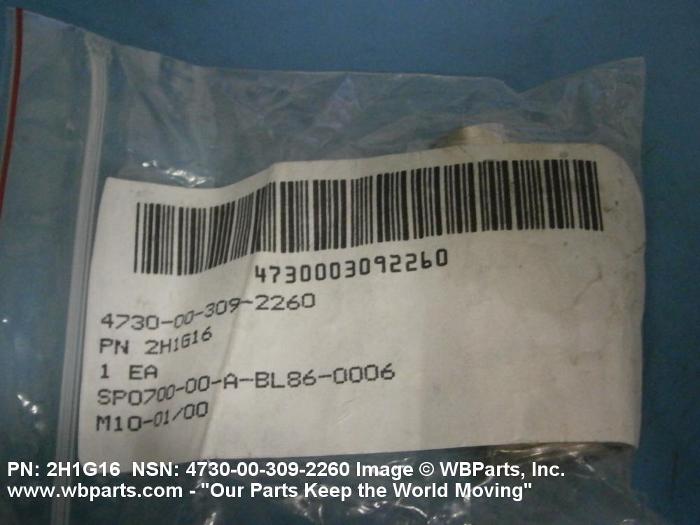 4730003092260
4730-00-309-2260
PN 2H1G16
1 EA
SP0700-00-A-BL86-0006
M10-01/00
PN: 2H1G16 NSN: 4730-00-309-2260 Image © WBParts, Inc.
www.wbparts.com - "Our Parts Keep the World Moving"